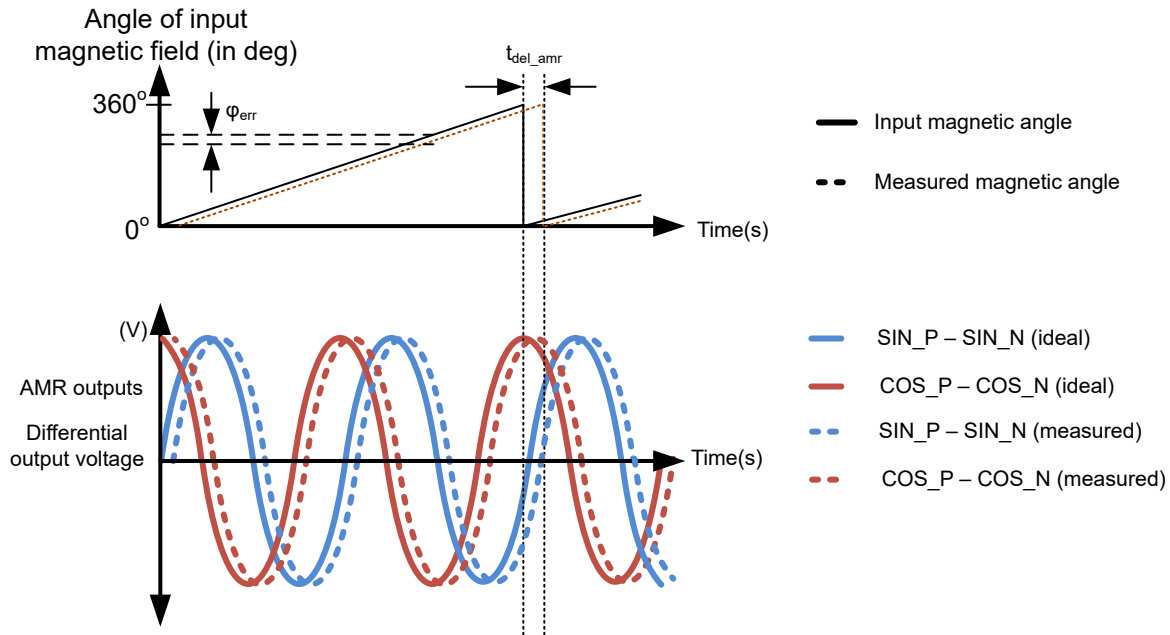 Angle of input
magnetic field (in deg)
t_del_amr
360°
φ_err
0°
Time(s)
Input magnetic angle
Measured magnetic angle
(V)
AMR outputs
Differential
output voltage
Time(s)
SIN_P – SIN_N (ideal)
COS_P – COS_N (ideal)
SIN_P – SIN_N (measured)
COS_P – COS_N (measured)